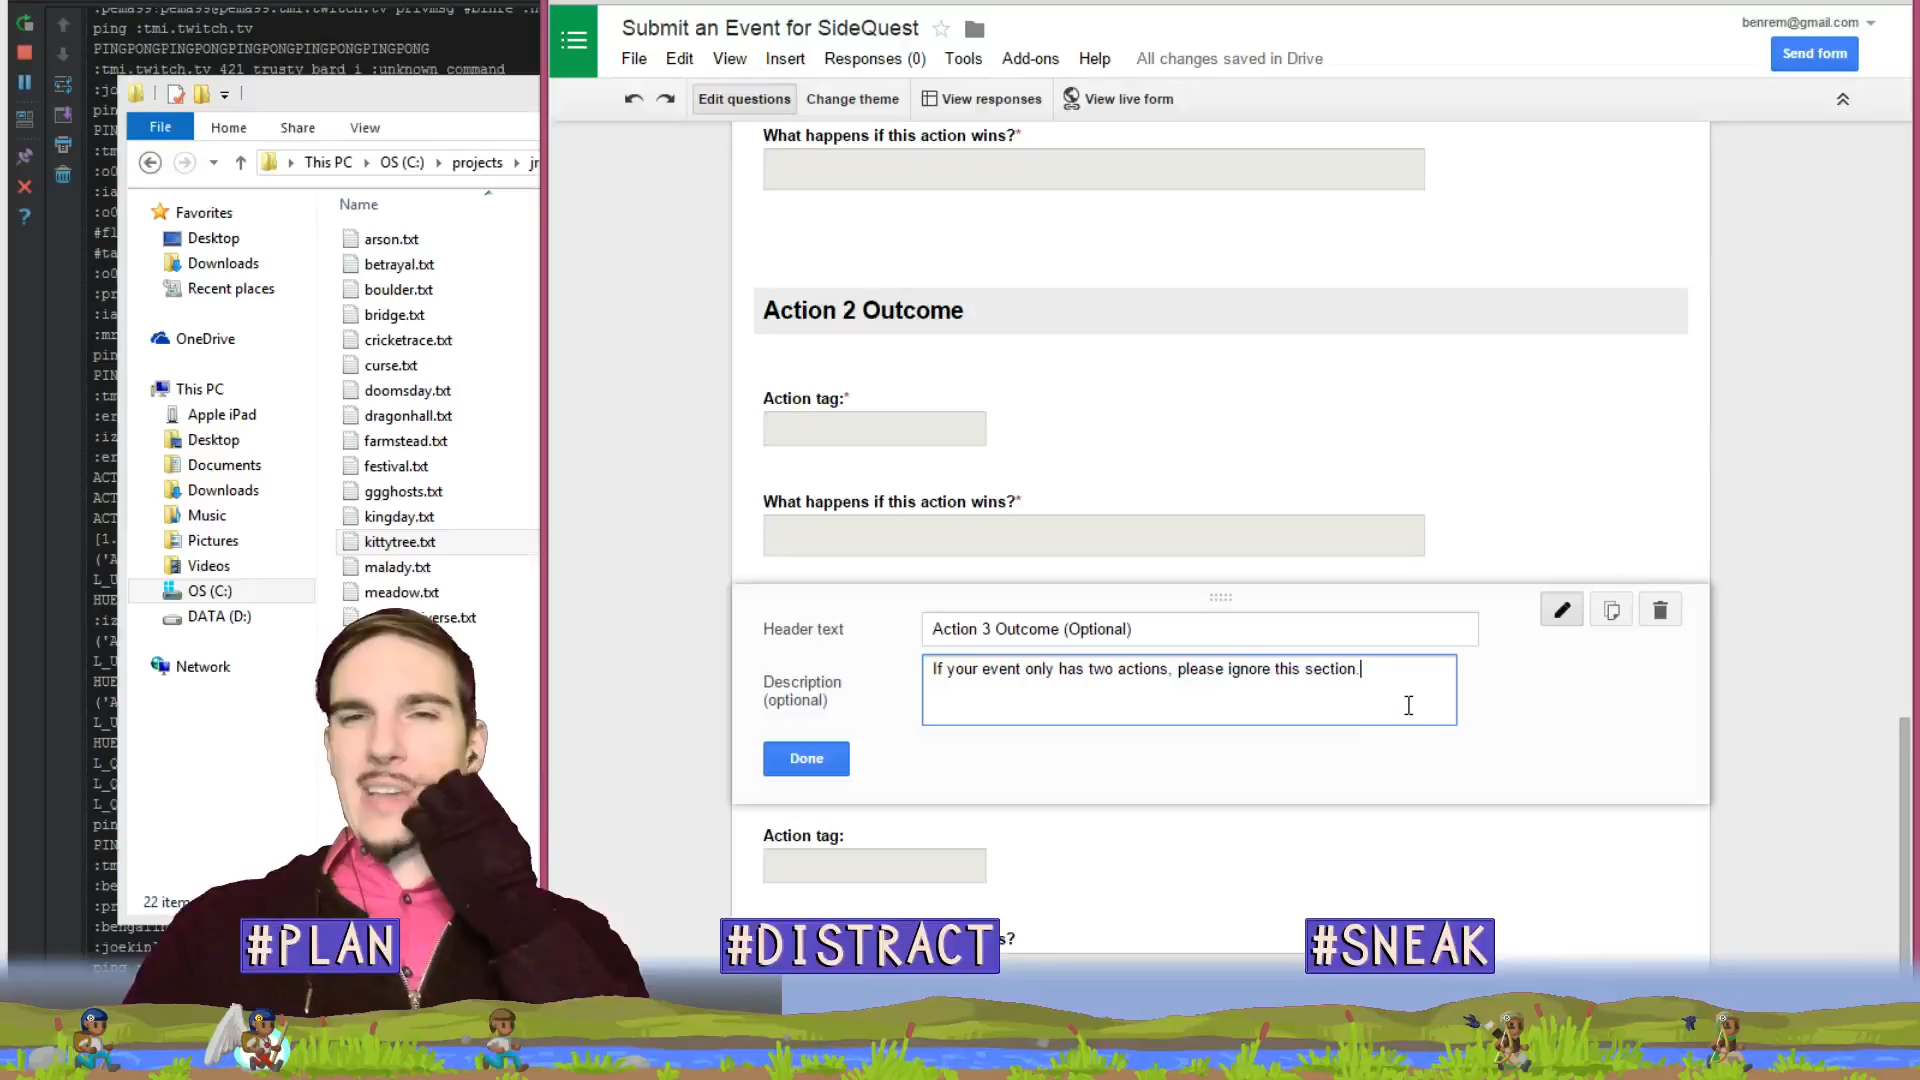 ping :tmi.twitch.tv
PINGPONGPINGPONGPINGPONGPINGPONGPINGPONG
:tmi.twitch.tv 421 trusty_bard_i :unknown command
File
Home
Share
View
This PC
OS (C:)
projects
Favorites
Desktop
Downloads
Recent places
OneDrive
This PC
Apple iPad
Desktop
Documents
Downloads
Music
Pictures
Videos
OS (C:)
DATA (D:)
Network
Name
arson.txt
betrayal.txt
boulder.txt
bridge.txt
cricketrace.txt
curse.txt
doomsday.txt
dragonhall.txt
farmstead.txt
festival.txt
ggghosts.txt
kingday.txt
kittytree.txt
malady.txt
meadow.txt
Submit an Event for SideQuest
benrem@gmail.com
Send form
File Edit View Insert Responses (0) Tools Add-ons Help All changes saved in Drive
Edit questions
Change theme
View responses
View live form
What happens if this action wins?*
Action 2 Outcome
Action tag:*
What happens if this action wins?*
Header text
Action 3 Outcome (Optional)
Description
(optional)
If your event only has two actions, please ignore this section.
Done
Action tag:
#PLAN
#DISTRACT
#SNEAK